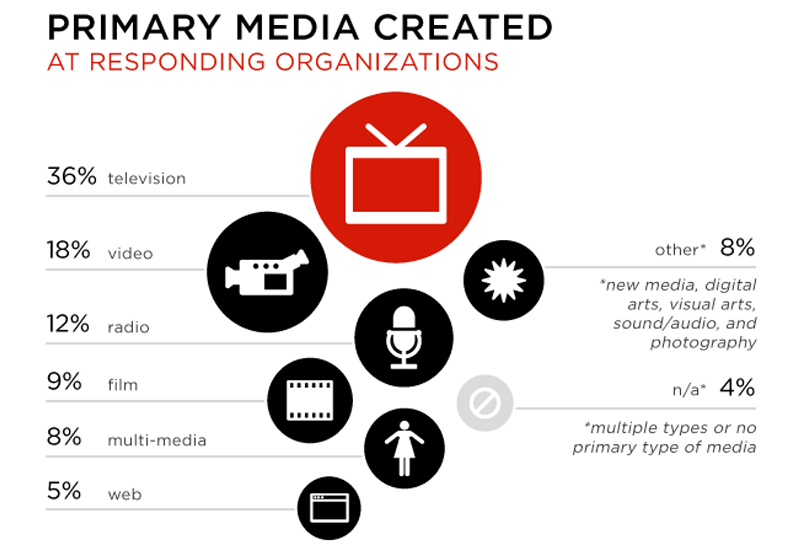 PRIMARY MEDIA CREATED
AT RESPONDING ORGANIZATIONS
36% television
18% video
12% radio
9% film
8% multi-media
5% web
other* 8%
*new media, digital
arts, visual arts,
sound/audio, and
photography
n/a* 4%
*multiple types or no
primary type of media